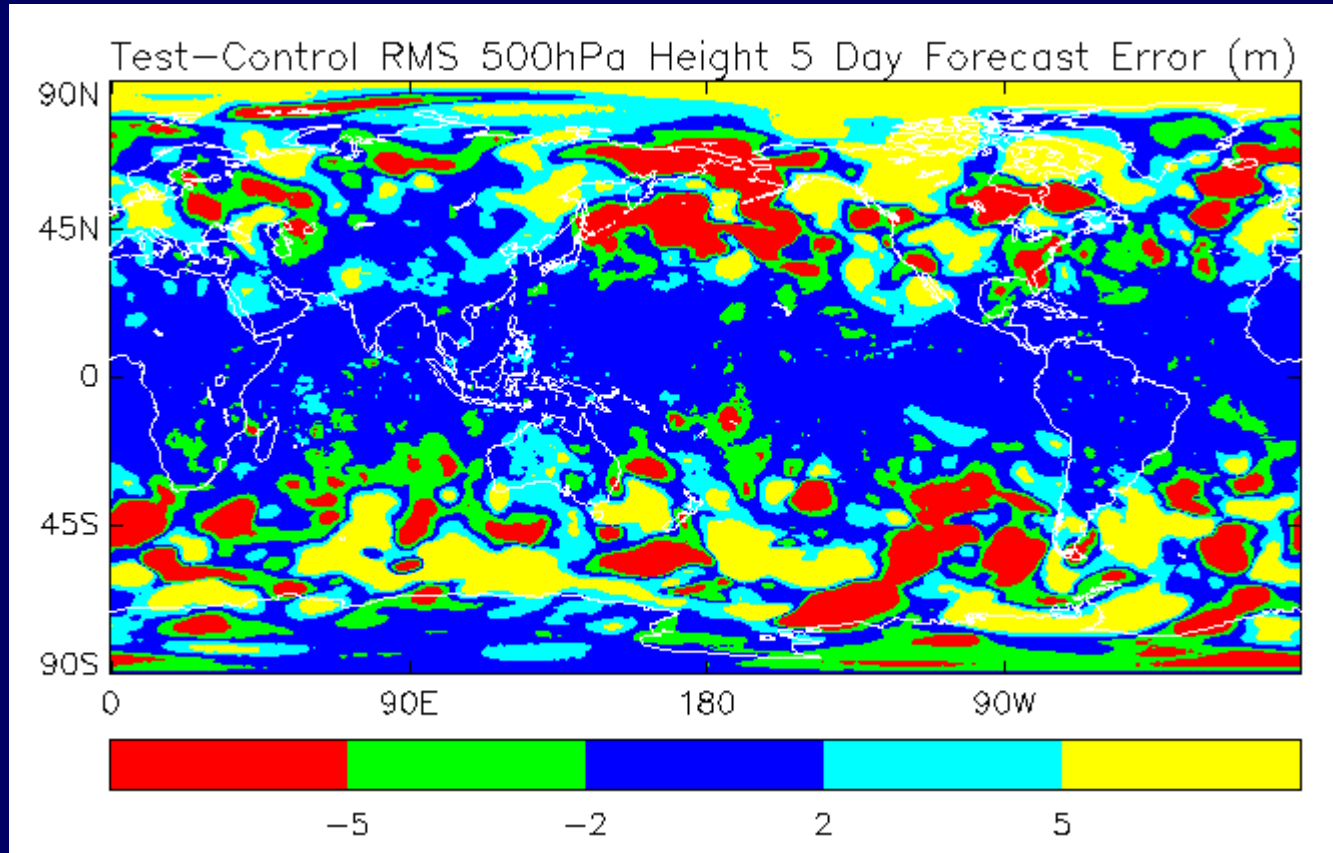 Test-Control RMS 500hPa Height 5 Day Forecast Error (m)
90N
45N
0
45S
90S
0 90E 180 90W
-5 -2 2 5